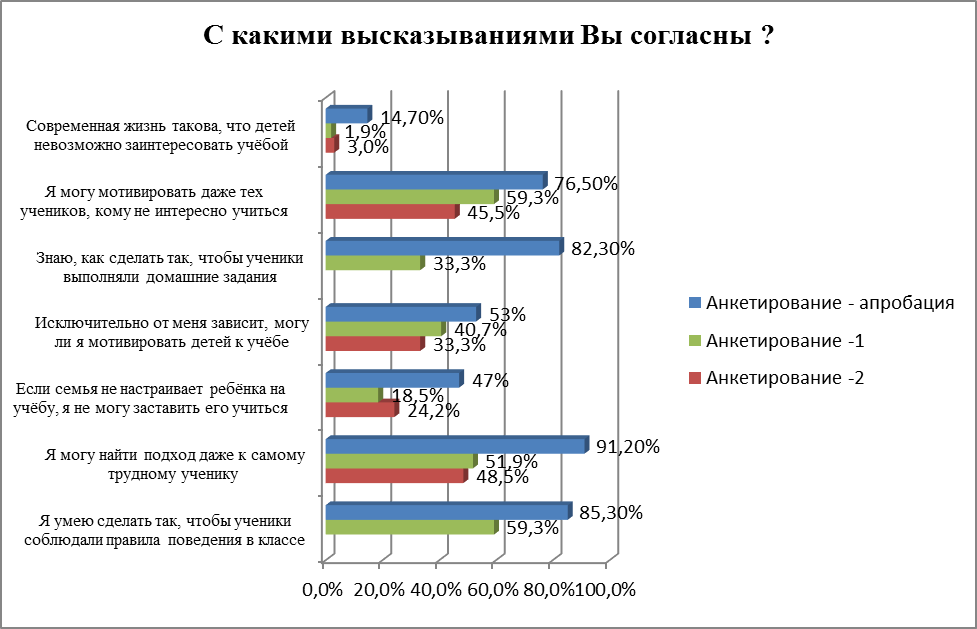 С какими высказываниями Вы согласны ?
Современная жизнь такова, что детей
невозможно заинтересовать учёбой
14,70%
1,9%
3,0%
Я могу мотивировать даже тех
учеников, кому не интересно учиться
76,50%
59,3%
45,5%
Знаю, как сделать так, чтобы ученики
выполняли домашние задания
82,30%
33,3%
Исключительно от меня зависит, могу
ли я мотивировать детей к учёбе
53%
40,7%
33,3%
Если семья не настраивает ребёнка на
учёбу, я не могу заставить его учиться
47%
18,5%
24,2%
Я могу найти подход даже к самому
трудному ученику
91,20%
51,9%
48,5%
Я умею сделать так, чтобы ученики
соблюдали правила поведения в классе
85,30%
59,3%
0,0% 20,0% 40,0% 60,0% 80,0% 100,0%
Анкетирование - апробация
Анкетирование -1
Анкетирование -2